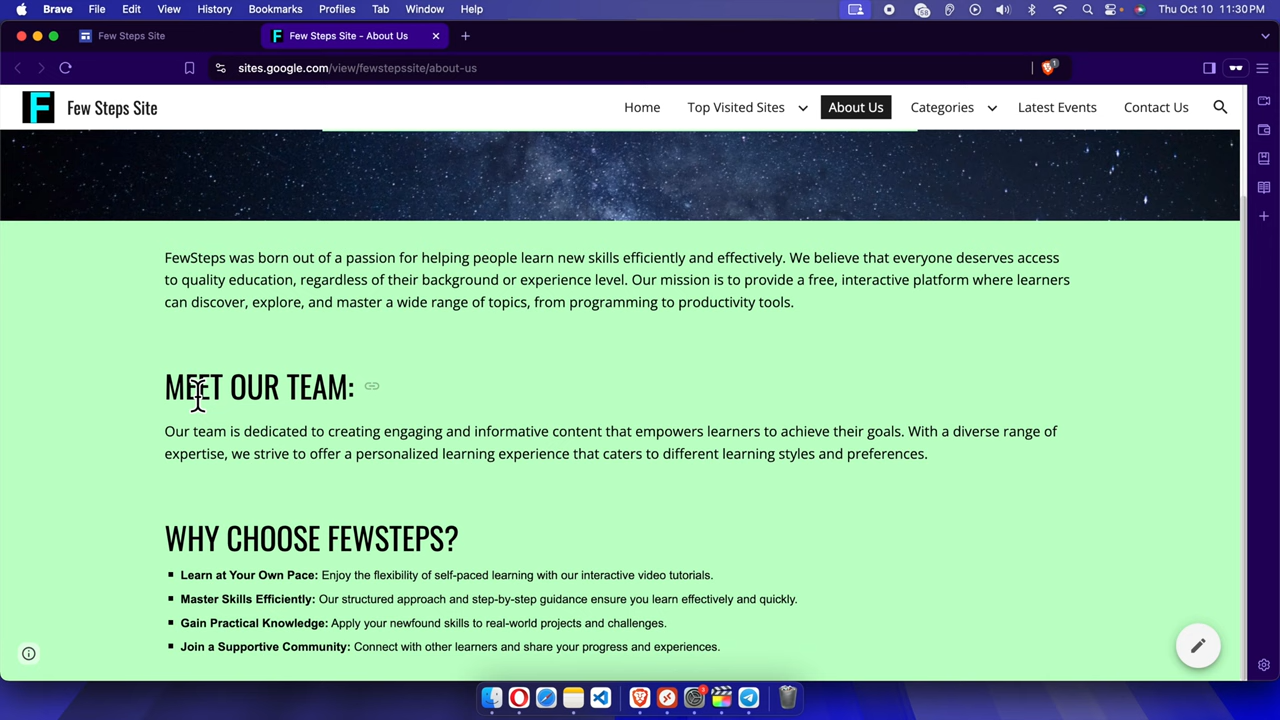 Brave File Edit View History Bookmarks Profiles Tab Window Help Thu Oct 10 11:30 PM
Few Steps Site
Few Steps Site - About Us
sites.google.com/view/fewstepssite/about-us
Few Steps Site Home Top Visited Sites About Us Categories Latest Events Contact Us
FewSteps was born out of a passion for helping people learn new skills efficiently and effectively. We believe that everyone deserves access
to quality education, regardless of their background or experience level. Our mission is to provide a free, interactive platform where learners
can discover, explore, and master a wide range of topics, from programming to productivity tools.
MEET OUR TEAM:
Our team is dedicated to creating engaging and informative content that empowers learners to achieve their goals. With a diverse range of
expertise, we strive to offer a personalized learning experience that caters to different learning styles and preferences.
WHY CHOOSE FEWSTEPS?
Learn at Your Own Pace: Enjoy the flexibility of self-paced learning with our interactive video tutorials.
Master Skills Efficiently: Our structured approach and step-by-step guidance ensure you learn effectively and quickly.
Gain Practical Knowledge: Apply your newfound skills to real-world projects and challenges.
Join a Supportive Community: Connect with other learners and share your progress and experiences.